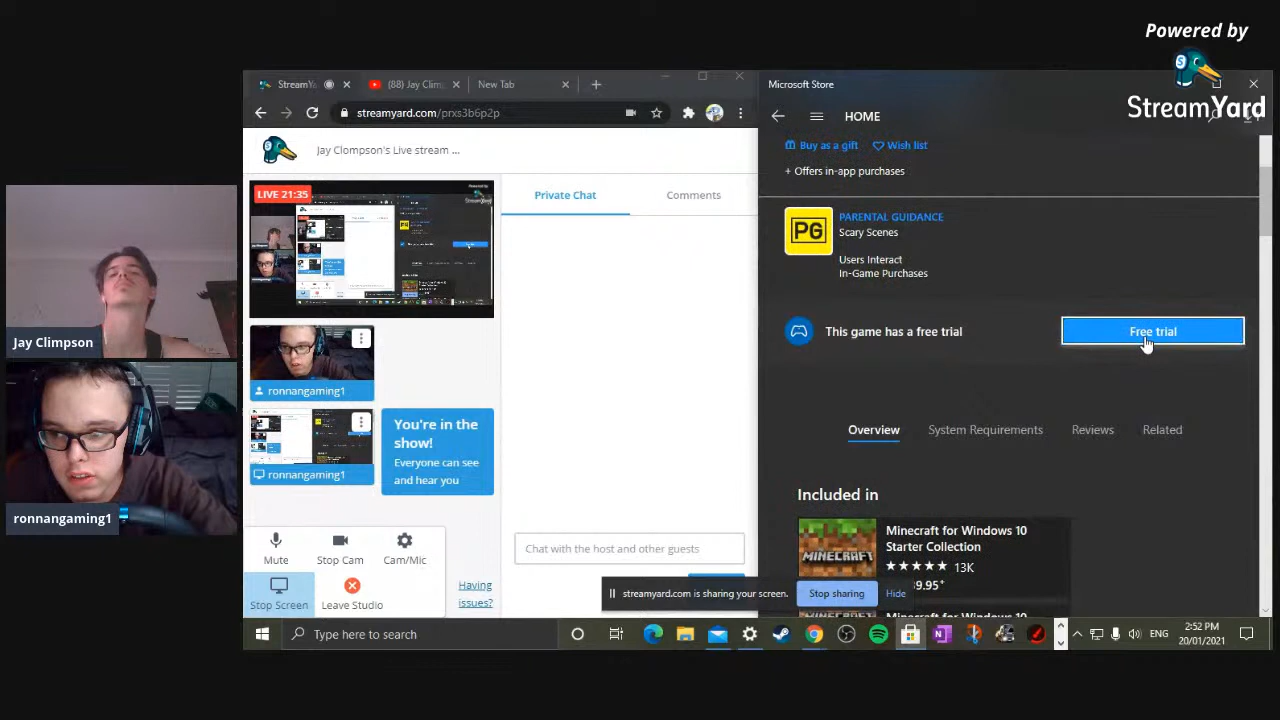 Powered by
StreamYard
StreamYa
(88) Jay Clim
New Tab
streamyard.com/prxs3b6p2p
Jay Clompson's Live stream ...
LIVE 21:35
Private Chat
Comments
ronnangaming1
ronnangaming1
You're in the
show!
Everyone can see
and hear you
Chat with the host and other guests
Mute
Stop Cam
Cam/Mic
Stop Screen
Leave Studio
Having
issues?
Jay Climpson
ronnangaming1
Microsoft Store
HOME
Buy as a gift
Wish list
+ Offers in-app purchases
PG
PARENTAL GUIDANCE
Scary Scenes
Users Interact
In-Game Purchases
This game has a free trial
Free trial
Overview
System Requirements
Reviews
Related
Included in
MINECRAFT
Minecraft for Windows 10
Starter Collection
★★★★★ 13K
9.95+
streamyard.com is sharing your screen.
Stop sharing
Hide
Type here to search
ENG
2:52 PM
20/01/2021